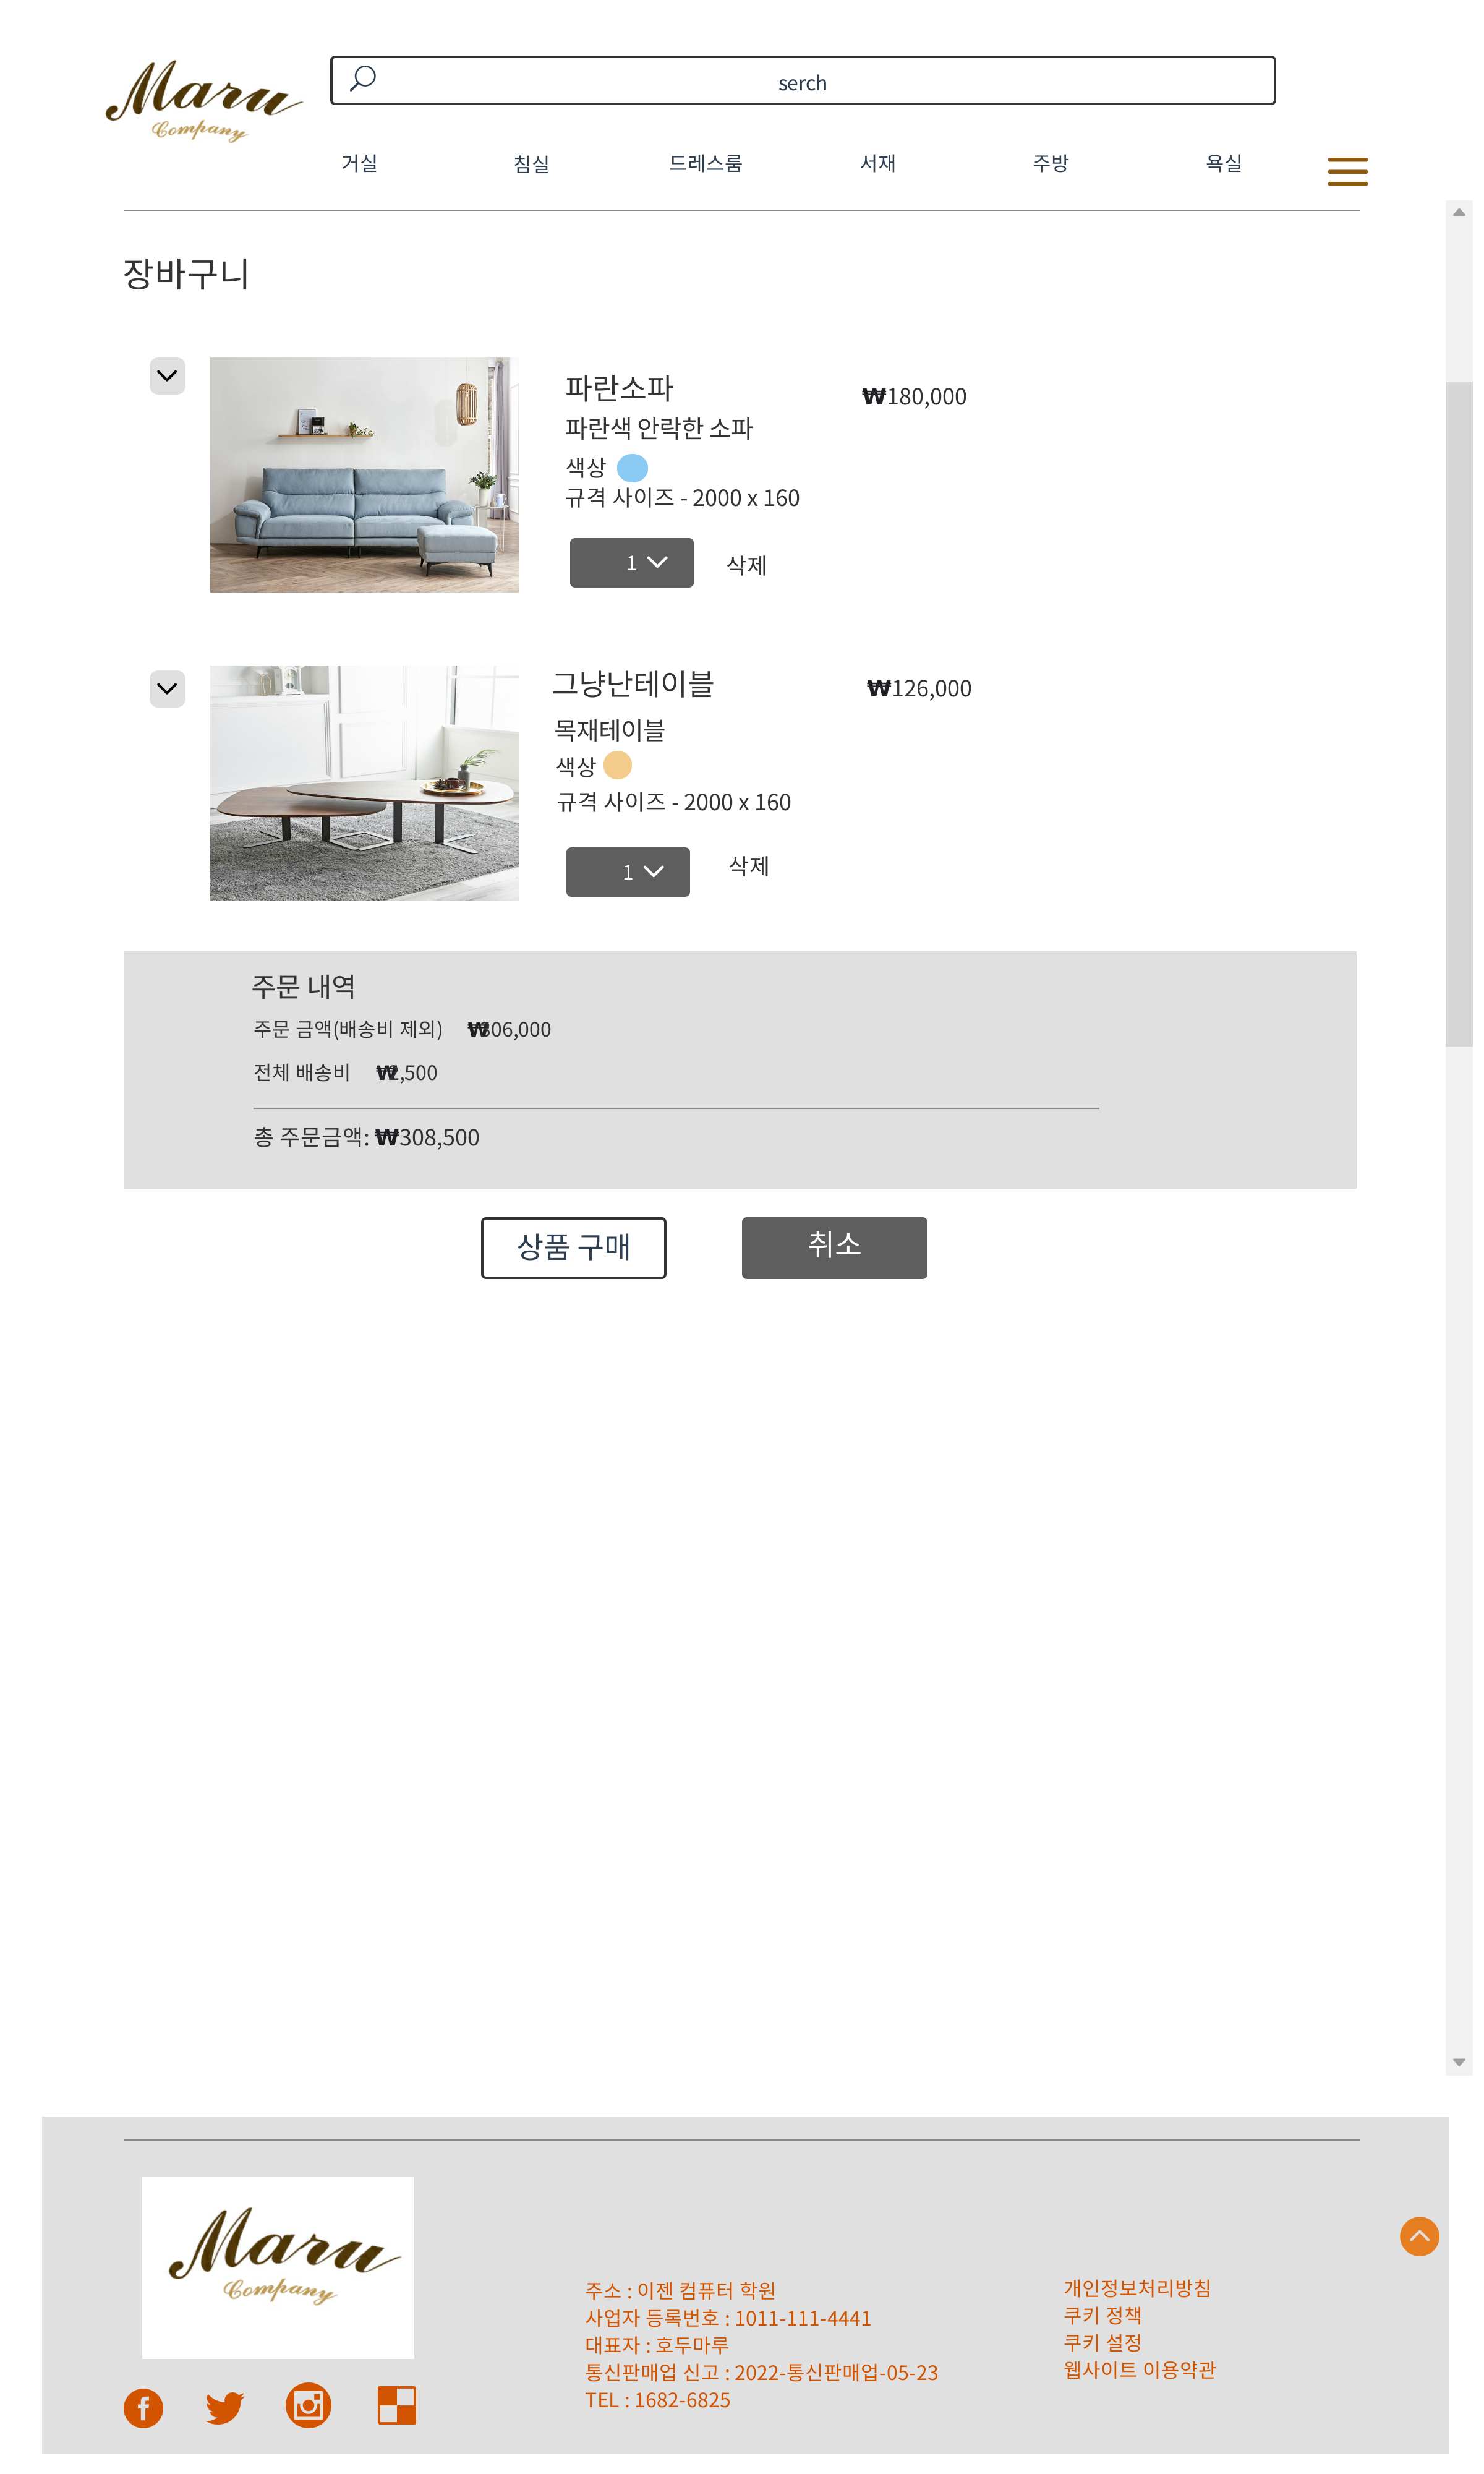 Maru
Company
serch
거실 침실 드레스룸 서재 주방 욕실
장바구니
파란소파
₩180,000
파란색 안락한 소파
색상
규격 사이즈 - 2000 x 160
1
삭제
그냥난테이블
₩126,000
목재테이블
색상
규격 사이즈 - 2000 x 160
1
삭제
주문 내역
주문 금액(배송비 제외) ₩306,000
전체 배송비 ₩2,500
총 주문금액: ₩308,500
상품 구매
취소
Maru
Company
주소 : 이젠 컴퓨터 학원
사업자 등록번호 : 1011-111-4441
대표자 : 호두마루
통신판매업 신고 : 2022-통신판매업-05-23
TEL : 1682-6825
개인정보처리방침
쿠키 정책
쿠키 설정
웹사이트 이용약관